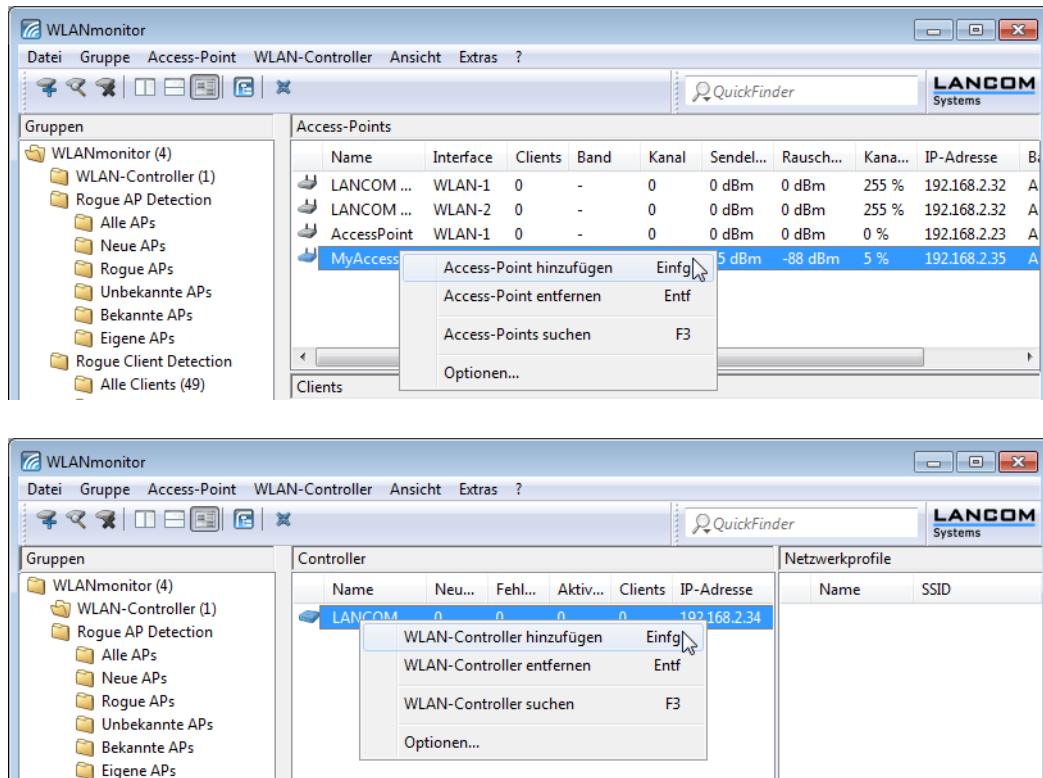 WLANmonitor
Datei Gruppe Access-Point WLAN-Controller Ansicht Extras ?
QuickFinder
LANCOM
Systems
Gruppen
WLANmonitor (4)
WLAN-Controller (1)
Rogue AP Detection
Alle APs
Neue APs
Rogue APs
Unbekannte APs
Bekannte APs
Eigene APs
Rogue Client Detection
Alle Clients (49)
Access-Points
Name Interface Clients Band Kanal Sendel... Rausch... Kana... IP-Adresse
LANCOM ... WLAN-1 0 - 0 0 dBm 0 dBm 255 % 192.168.2.32 A
LANCOM ... WLAN-2 0 - 0 0 dBm 0 dBm 255 % 192.168.2.32 A
AccessPoint WLAN-1 0 - 0 0 dBm 0 dBm 0 % 192.168.2.23 A
MyAccess 5 dBm -88 dBm 5 % 192.168.2.35 A
Access-Point hinzufügen Einfg
Access-Point entfernen Entf
Access-Points suchen F3
Optionen...
Clients
WLANmonitor
Datei Gruppe Access-Point WLAN-Controller Ansicht Extras ?
QuickFinder
LANCOM
Systems
Gruppen
WLANmonitor (4)
WLAN-Controller (1)
Rogue AP Detection
Alle APs
Neue APs
Rogue APs
Unbekannte APs
Bekannte APs
Eigene APs
Controller
Name Neu... Fehl... Aktiv... Clients IP-Adresse
LANCOM 0 0 0 0 192.168.2.34
WLAN-Controller hinzufügen Einfg
WLAN-Controller entfernen Entf
WLAN-Controller suchen F3
Optionen...
Netzwerkprofile
Name SSID